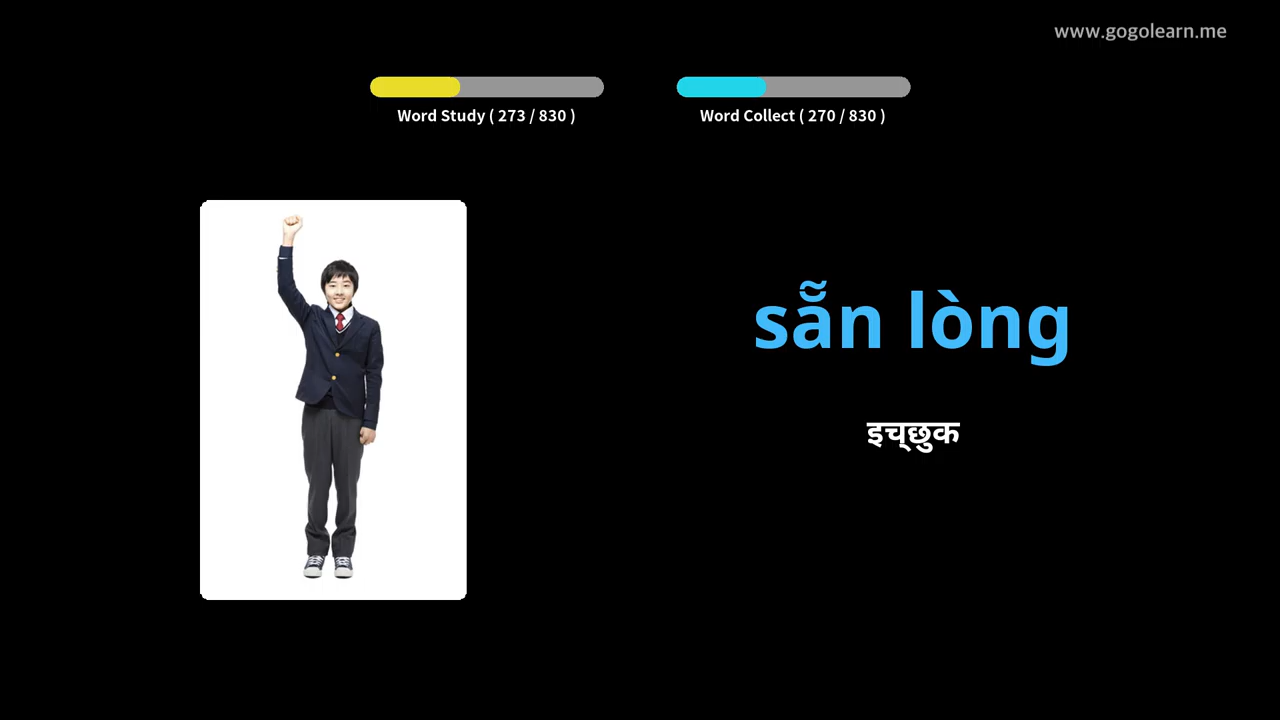 www.gogolearn.me
Word Study ( 273 / 830 )
Word Collect ( 270 / 830 )
sẵn lòng
इच्छुक